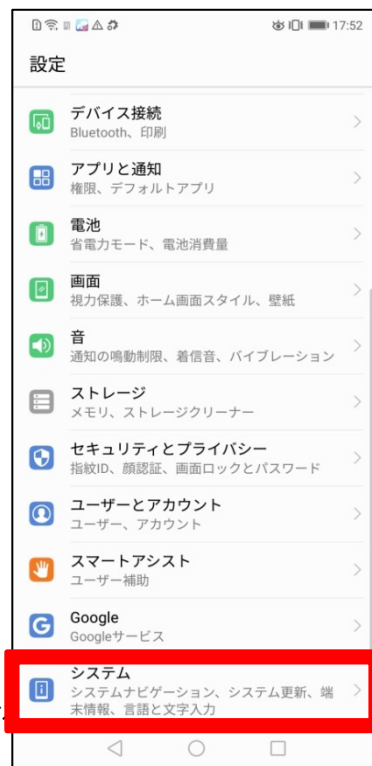 17:52
設定
デバイス接続
Bluetooth、印刷
アプリと通知
権限、デフォルトアプリ
電池
省電力モード、電池消費量
画面
視力保護、ホーム画面スタイル、壁紙
音
通知の鳴動制限、着信音、バイブレーション
ストレージ
メモリ、ストレージクリーナー
セキュリティとプライバシー
指紋ID、顔認証、画面ロックとパスワード
ユーザーとアカウント
ユーザー、アカウント
スマートアシスト
ユーザー補助
Google
Googleサービス
システム
システムナビゲーション、システム更新、端
末情報、言語と文字入力